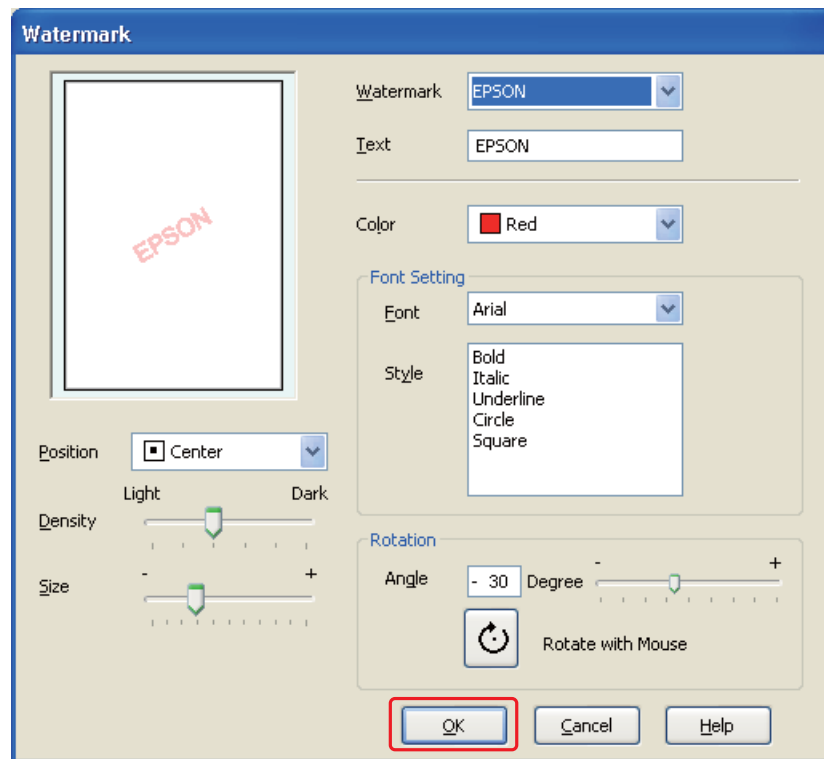 Watermark
EPSON
Watermark EPSON
Text EPSON
Color Red
Font Setting
Font Arial
Style
Bold
Italic
Underline
Circle
Square
Position Center
Light Dark
Density
Size - +
Rotation
Angle - 30 Degree - +
Rotate with Mouse
OK Cancel Help